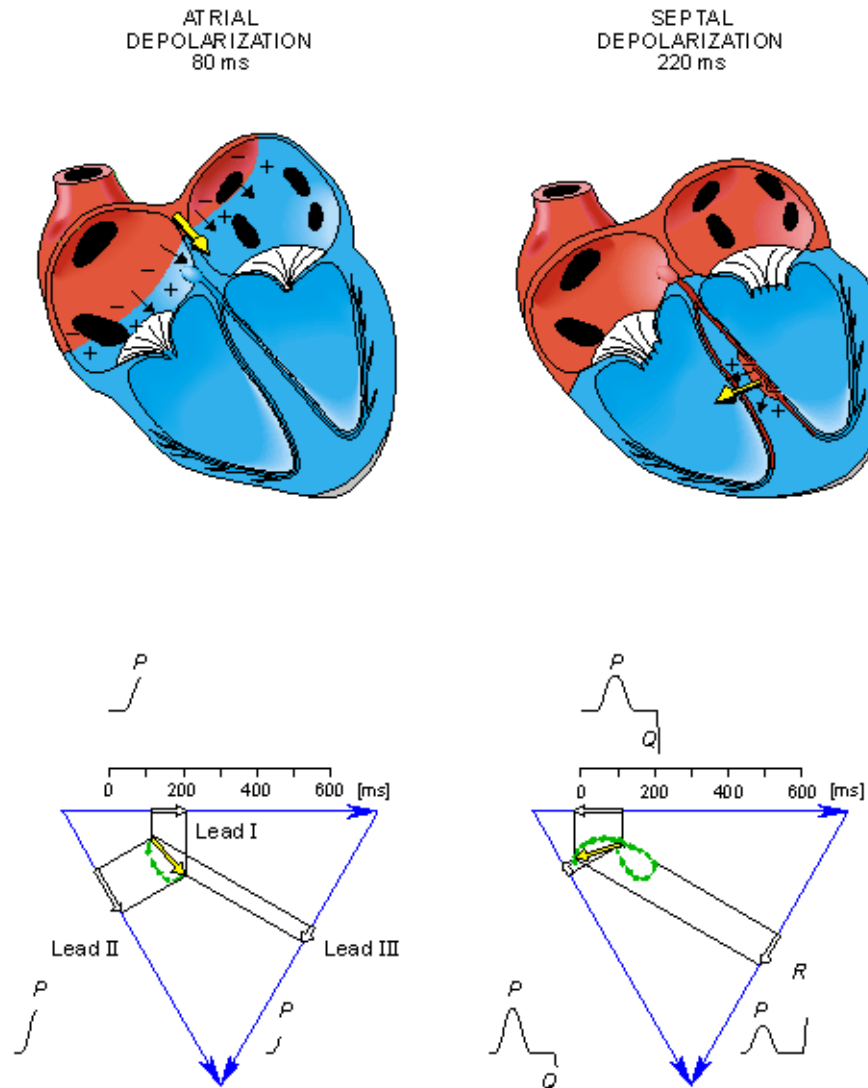 ATRIAL
DEPOLARIZATION
80 ms
SEPTAL
DEPOLARIZATION
220 ms
− +
− +
− +
− +
− +
+
+ =
+ −
+
P
0 200 400 600 [ms]
Lead I
Lead II
Lead III
P
P
P
Q
0 200 400 600 [ms]
R
P
Q
P